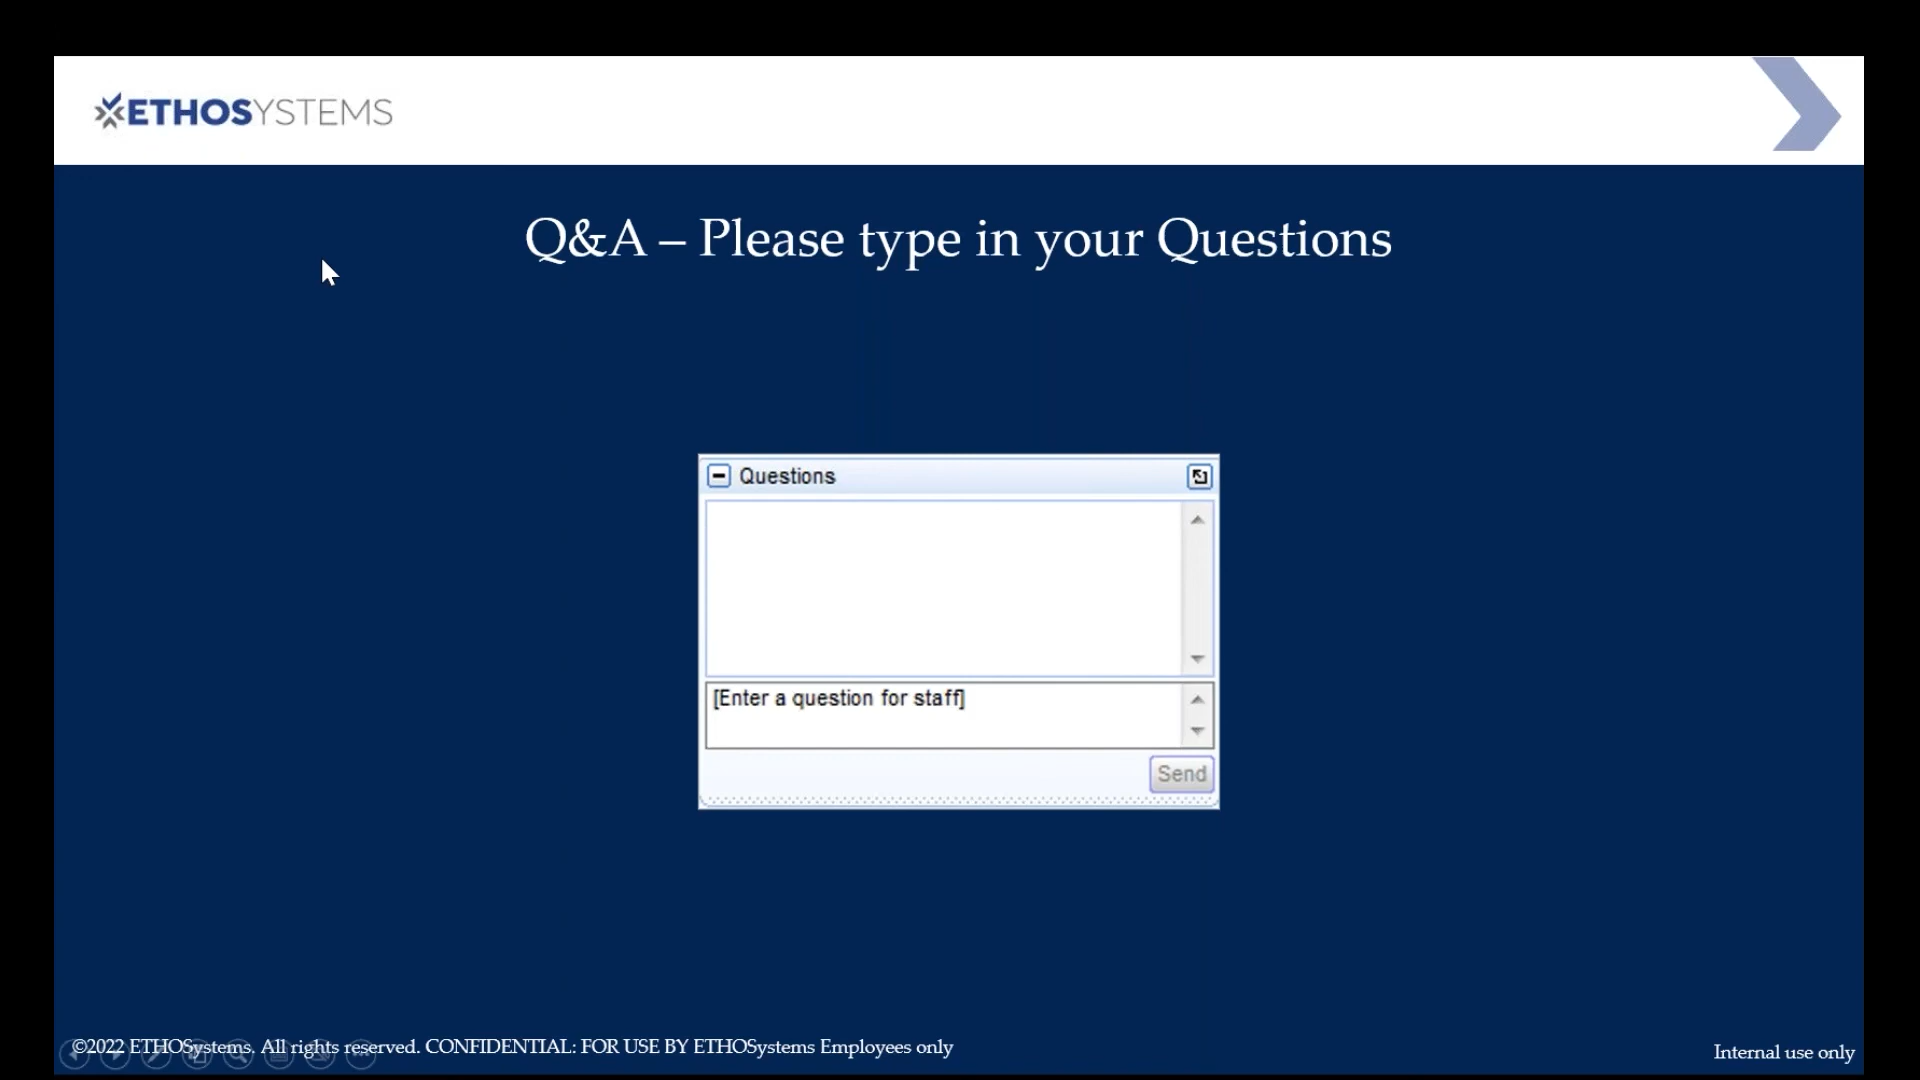 ETHOSYSTEMS
Q&A – Please type in your Questions
Questions
[Enter a question for staff]
Send
©2022 ETHOSystems. All rights reserved. CONFIDENTIAL: FOR USE BY ETHOSystems Employees only
Internal use only